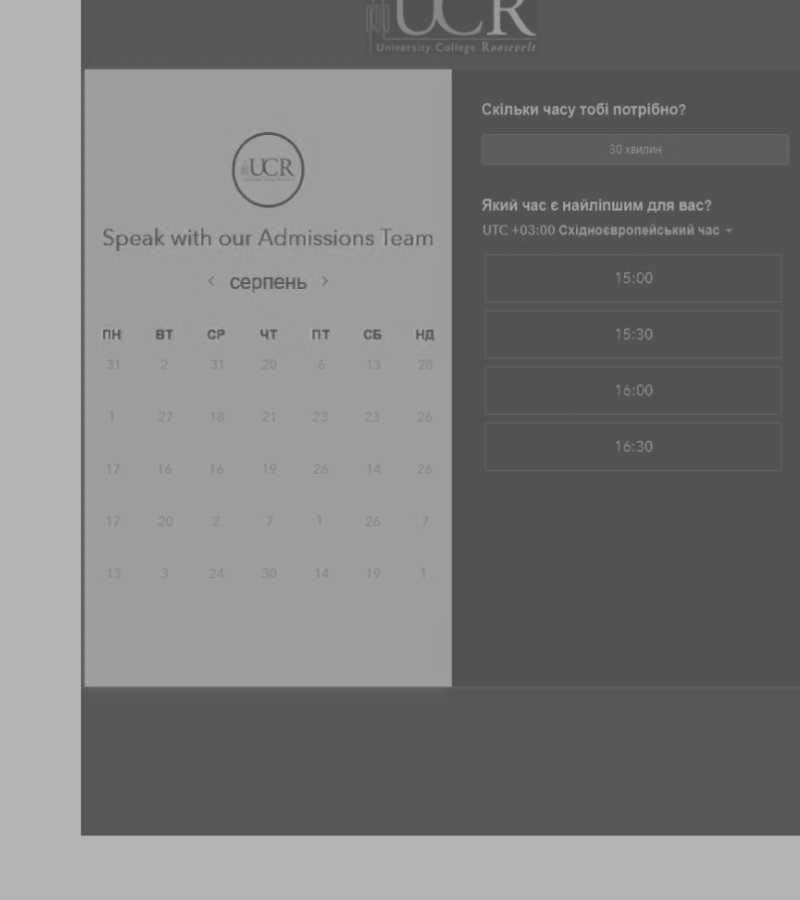 UCR
University College Roosevelt
UCR
Speak with our Admissions Team
< серпень >
ПН ВТ СР ЧТ ПТ СБ НД
31 2 31 20 6 13 28
1 27 18 21 23 23 26
17 16 16 19 26 14 26
17 20 2 7 1 26 7
13 3 24 30 14 19 1
Скільки часу тобі потрібно?
30 хвилин
Який час є найліпшим для вас?
UTC +03:00 Східноєвропейський час
15:00
15:30
16:00
16:30